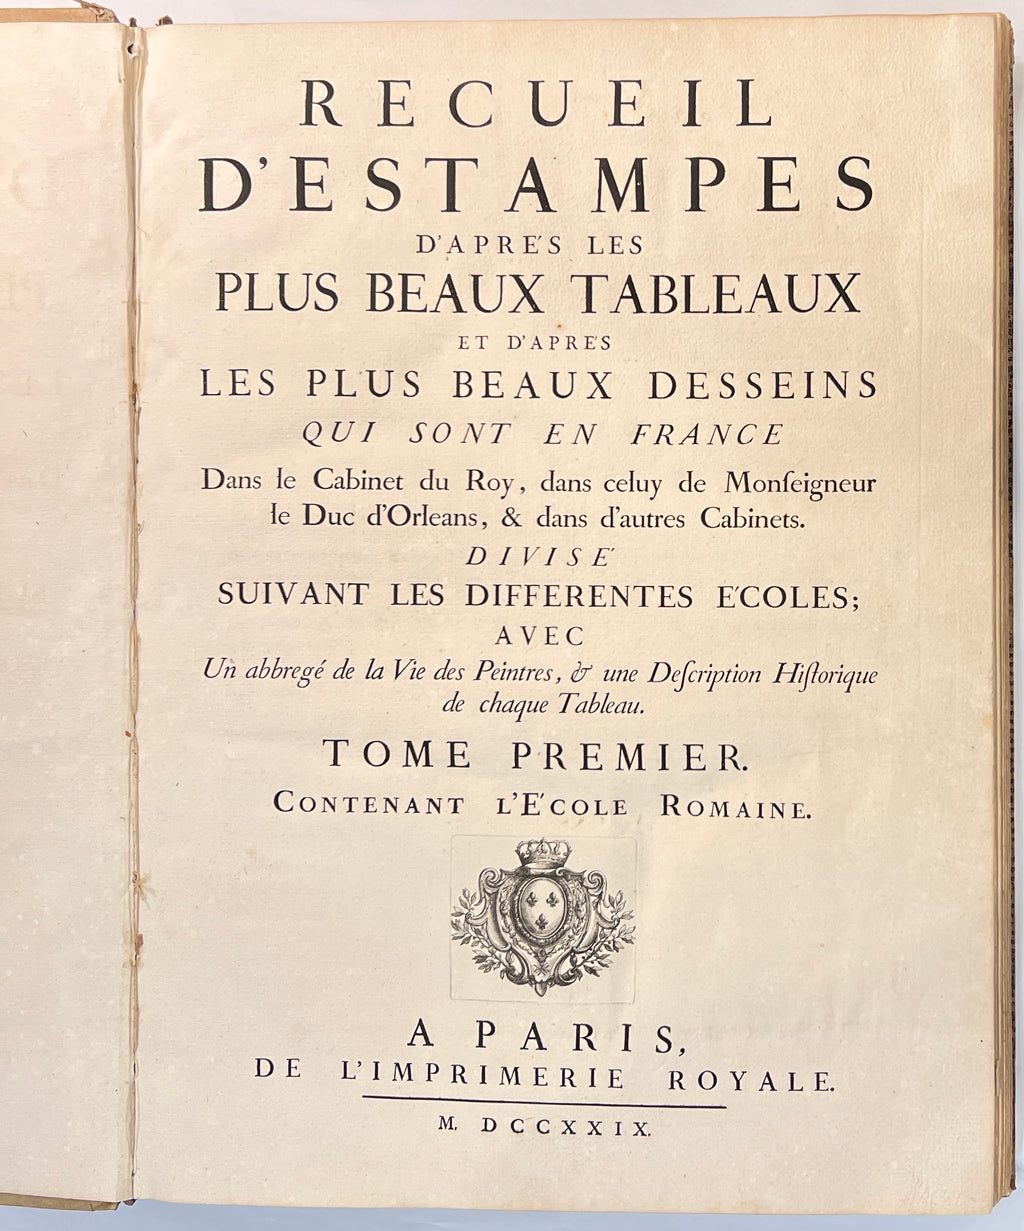 RECUEIL
D'ESTAMPES
D'APRE'S LES
PLUS BEAUX TABLEAUX
ET D'APRE'S
LES PLUS BEAUX DESSEINS
QUI SONT EN FRANCE
Dans le Cabinet du Roy, dans celuy de Monſeigneur
le Duc d'Orleans, & dans d'autres Cabinets.
DIVISE'
SUIVANT LES DIFFERENTES E'COLES;
AVEC
Un abbregé de la Vie des Peintres, & une Deſcription Hiſtorique
de chaque Tableau.
TOME PREMIER.
CONTENANT L'E'COLE ROMAINE.
A PARIS,
DE L'IMPRIMERIE ROYALE.
M. DCCXXIX.